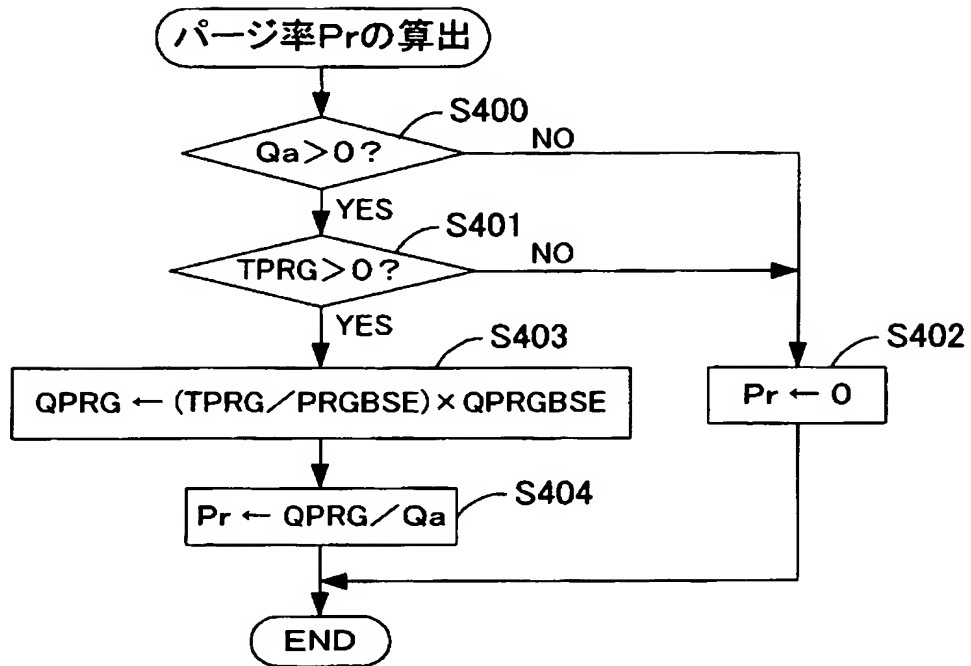 パージ率Prの算出
S400
Qa>0?
NO
YES
S401
TPRG>0?
NO
YES
S403
QPRG ← (TPRG/PRGBSE)×QPRGBSE
S402
Pr ← 0
S404
Pr ← QPRG/Qa
END